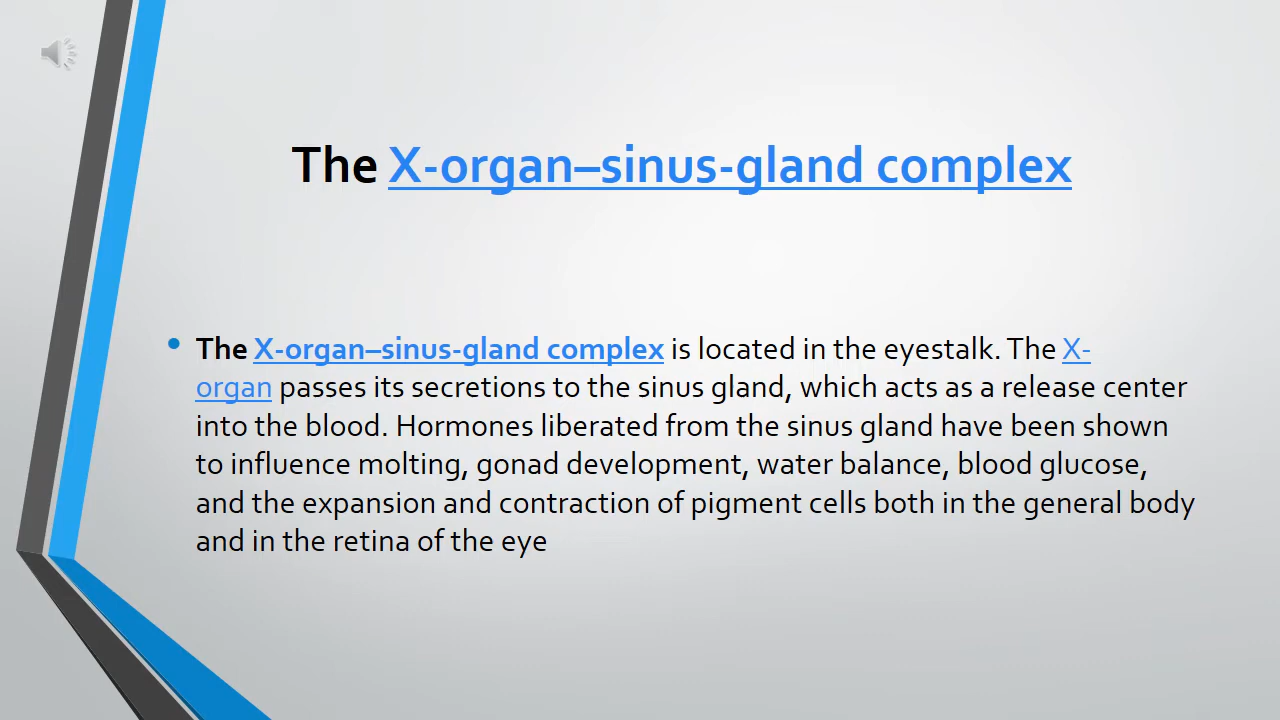 The X-organ–sinus-gland complex
• The X-organ–sinus-gland complex is located in the eyestalk. The X-
organ passes its secretions to the sinus gland, which acts as a release center
into the blood. Hormones liberated from the sinus gland have been shown
to influence molting, gonad development, water balance, blood glucose,
and the expansion and contraction of pigment cells both in the general body
and in the retina of the eye